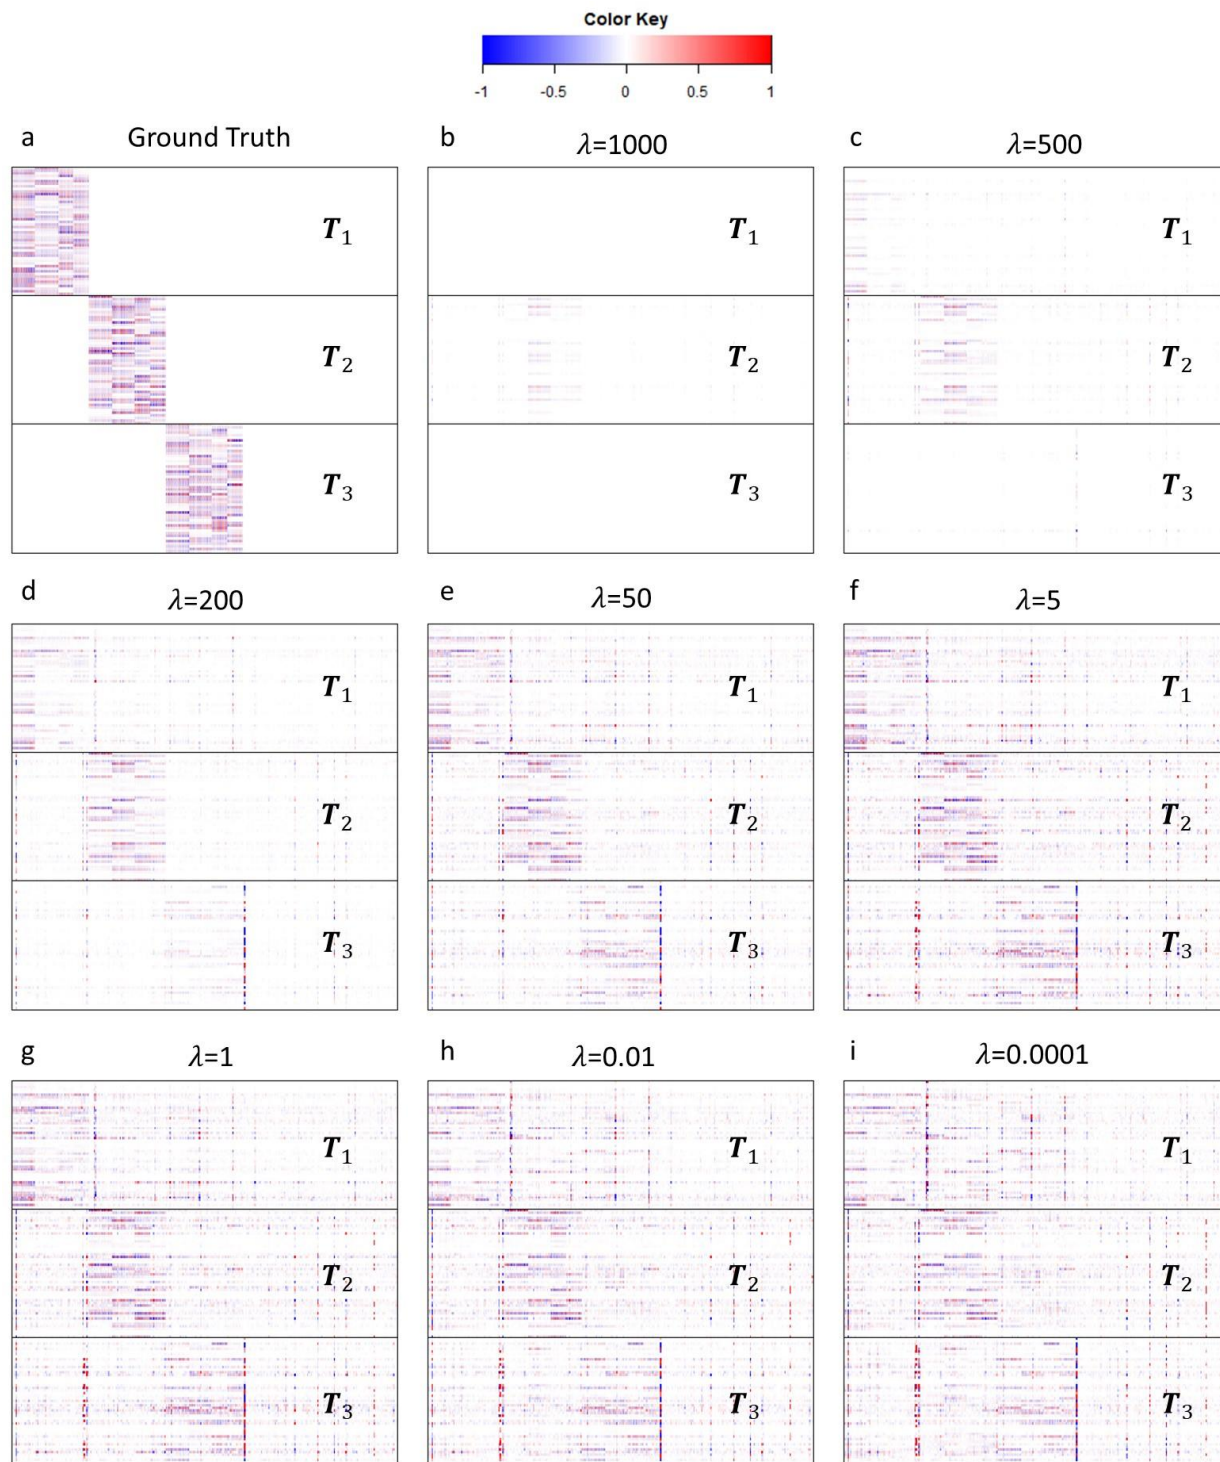 Color Key
-1 -0.5 0 0.5 1
a Ground Truth
b λ=1000
c λ=500
T1 T1 T1
T2 T2 T2
T3 T3 T3
d λ=200
e λ=50
f λ=5
T1 T1 T1
T2 T2 T2
T3 T3 T3
g λ=1
h λ=0.01
i λ=0.0001
T1 T1 T1
T2 T2 T2
T3 T3 T3